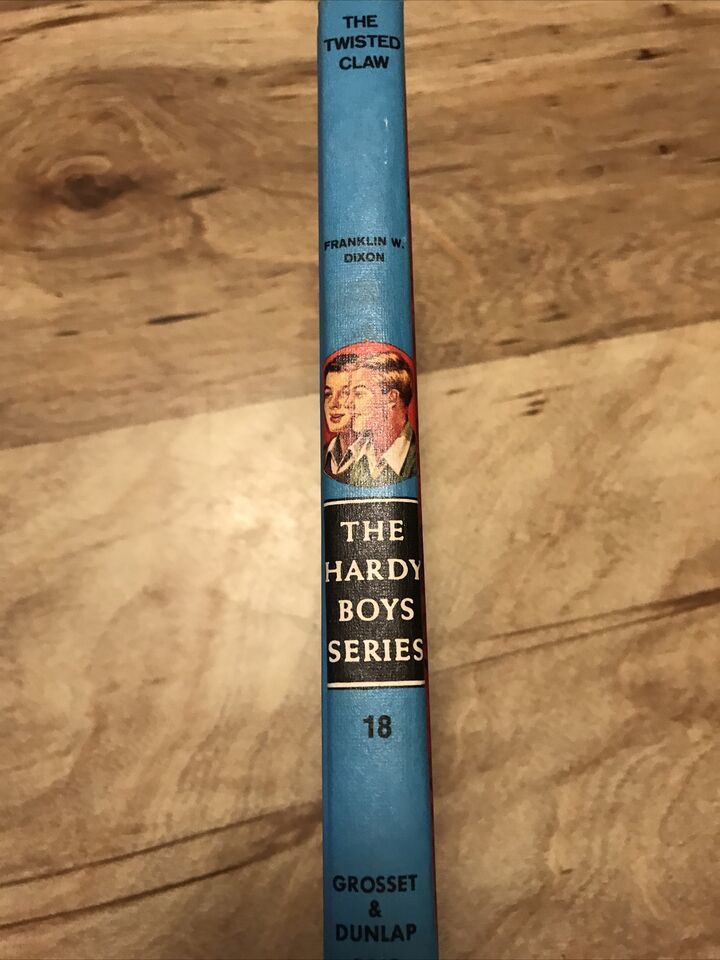 THE
TWISTED
CLAW
FRANKLIN W.
DIXON
THE
HARDY
BOYS
SERIES
18
GROSSET
&
DUNLAP